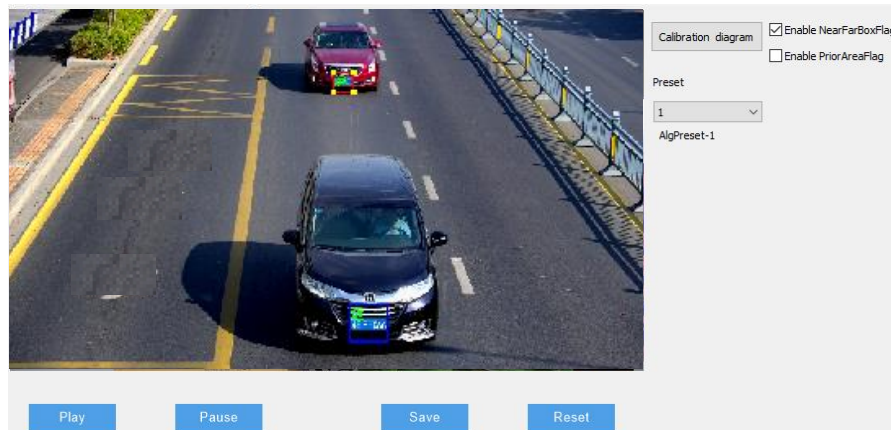 Calibration diagram
Enable NearFarBoxFlag
Enable PriorAreaFlag
Preset
1
AlgPreset-1
Play
Pause
Save
Reset